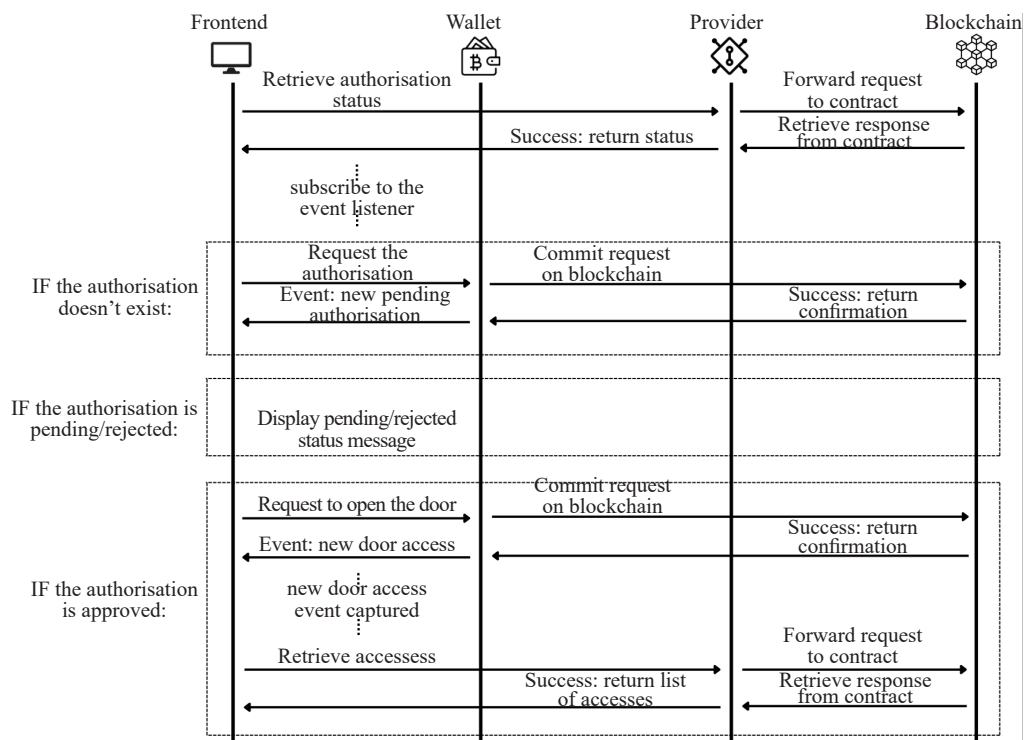 Frontend
Wallet
Provider
Blockchain
Retrieve authorisation
status
Forward request
to contract
Success: return status
Retrieve response
from contract
subscribe to the
event listener
IF the authorisation
doesn't exist:
Request the
authorisation
Commit request
on blockchain
Event: new pending
authorisation
Success: return
confirmation
IF the authorisation is
pending/rejected:
Display pending/rejected
status message
IF the authorisation
is approved:
Request to open the door
Commit request
on blockchain
Event: new door access
Success: return
confirmation
new door access
event captured
Retrieve accessess
Forward request
to contract
Success: return list
of accesses
Retrieve response
from contract